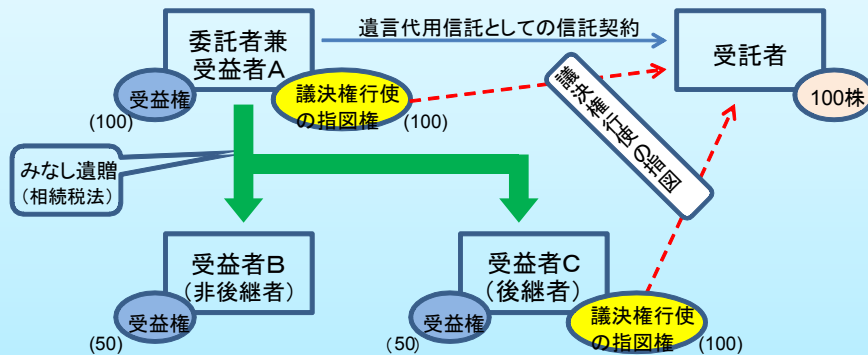 遺言代用信託としての信託契約
委託者兼
受益者A
受託者
受益権
(100)
議決権行使
の指図権
(100)
100株
議決権行使の指図
みなし遺贈
(相続税法)
受益者B
(非後継者)
受益権
(50)
受益者C
(後継者)
受益権
(50)
議決権行使
の指図権
(100)